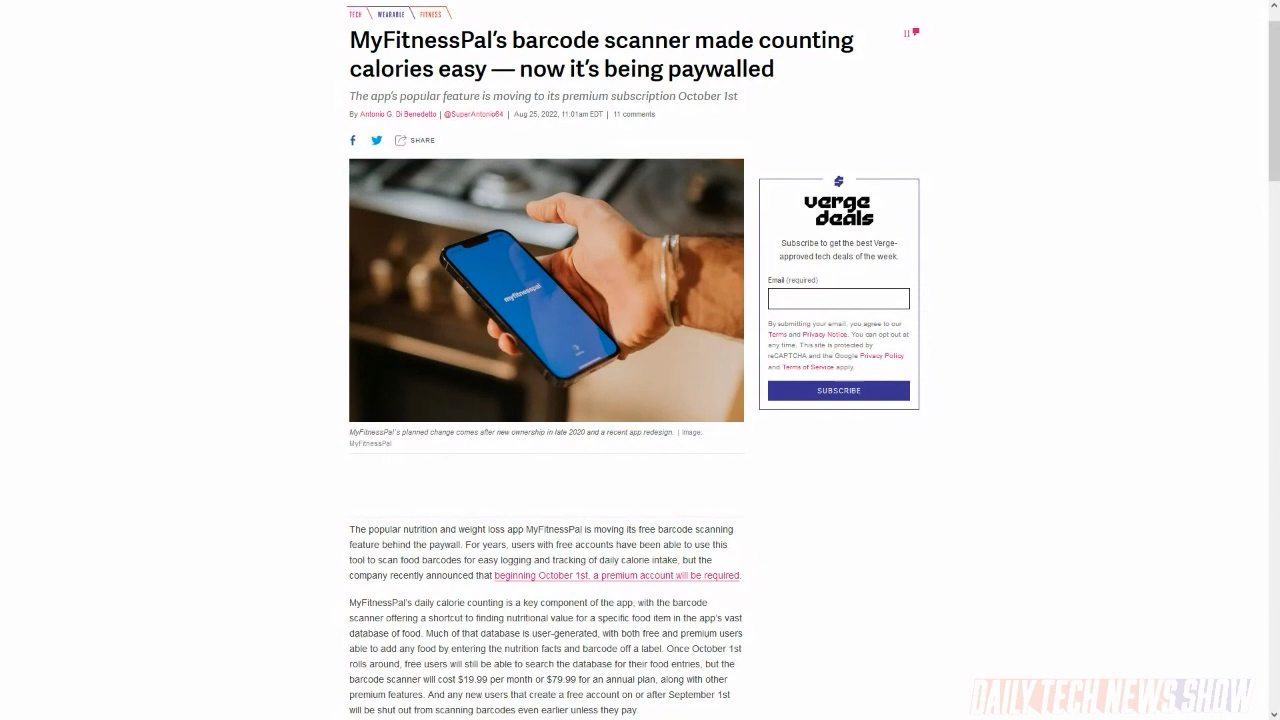 TECH
WEARABLE
FITNESS
MyFitnessPal’s barcode scanner made counting
calories easy — now it’s being paywalled
11
The app’s popular feature is moving to its premium subscription October 1st
By Antonio G. Di Benedetto | @SuperAntonio64 | Aug 25, 2022, 11:01am EDT | 11 comments
SHARE
myfitnesspal
MyFitnessPal’s planned change comes after new ownership in late 2020 and a recent app redesign. | Image:
MyFitnessPal
The popular nutrition and weight loss app MyFitnessPal is moving its free barcode scanning
feature behind the paywall. For years, users with free accounts have been able to use this
tool to scan food barcodes for easy logging and tracking of daily calorie intake, but the
company recently announced that beginning October 1st, a premium account will be required.
MyFitnessPal’s daily calorie counting is a key component of the app, with the barcode
scanner offering a shortcut to finding nutritional value for a specific food item in the app’s vast
database of food. Much of that database is user-generated, with both free and premium users
able to add any food by entering the nutrition facts and barcode off a label. Once October 1st
rolls around, free users will still be able to search the database for their food entries, but the
barcode scanner will cost $19.99 per month or $79.99 for an annual plan, along with other
premium features. And any new users that create a free account on or after September 1st
will be shut out from scanning barcodes even earlier unless they pay.
verge
deals
Subscribe to get the best Verge-
approved tech deals of the week.
Email (required)
By submitting your email, you agree to our
Terms and Privacy Notice. You can opt out at
any time. This site is protected by
reCAPTCHA and the Google Privacy Policy
and Terms of Service apply.
SUBSCRIBE
DAILY TECH NEWS SHOW